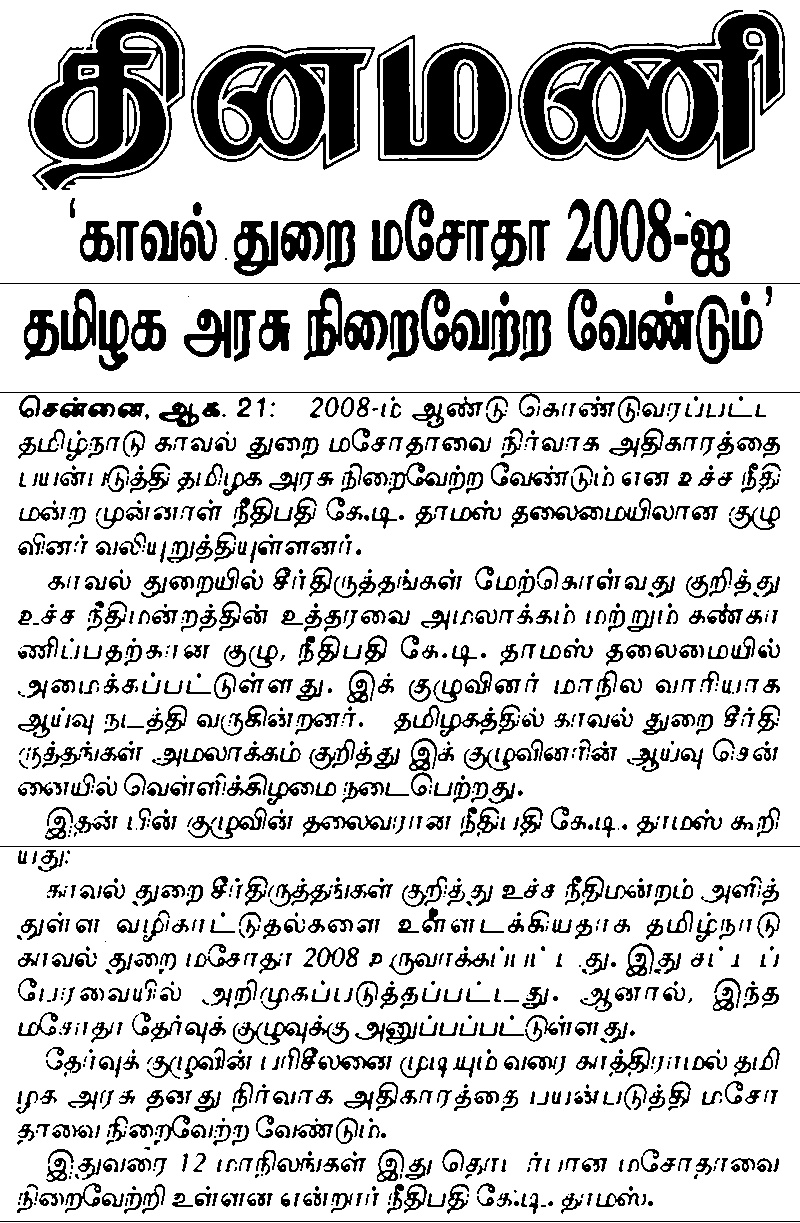 தினமணி
‘காவல் துறை மசோதா 2008-ஐ
தமிழக அரசு நிறைவேற்ற வேண்டும்’
சென்னை, ஆக. 21: 2008-ம் ஆண்டு கொண்டுவரப்பட்ட
தமிழ்நாடு காவல் துறை மசோதாவை நிர்வாக அதிகாரத்தை
பயன்படுத்தி தமிழக அரசு நிறைவேற்ற வேண்டும் என உச்ச நீதி
மன்ற முன்னாள் நீதிபதி கே.டி. தாமஸ் தலைமையிலான குழு
வினர் வலியுறுத்தியுள்ளனர்.
காவல் துறையில் சீர்திருத்தங்கள் மேற்கொள்வது குறித்து
உச்ச நீதிமன்றத்தின் உத்தரவை அமலாக்கம் மற்றும் கண்கா
ணிப்பதற்கான குழு, நீதிபதி கே.டி. தாமஸ் தலைமையில்
அமைக்கப்பட்டுள்ளது. இக் குழுவினர் மாநில வாரியாக
ஆய்வு நடத்தி வருகின்றனர். தமிழகத்தில் காவல் துறை சீர்தி
ருத்தங்கள் அமலாக்கம் குறித்து இக் குழுவினரின் ஆய்வு சென்
னையில் வெள்ளிக்கிழமை நடைபெற்றது.
இதன் பின் குழுவின் தலைவரான நீதிபதி கே.டி. தாமஸ் கூறி
யது:
காவல் துறை சீர்திருத்தங்கள் குறித்து உச்ச நீதிமன்றம் அளித்
துள்ள வழிகாட்டுதல்களை உள்ளடக்கியதாக தமிழ்நாடு
காவல் துறை மசோதா 2008 உருவாக்கப்பட்டது. இது சட்டப்
பேரவையில் அறிமுகப்படுத்தப்பட்டது. ஆனால், இந்த
மசோதா தேர்வுக் குழுவுக்கு அனுப்பப்பட்டுள்ளது.
தேர்வுக் குழுவின் பரிசீலனை முடியும் வரை காத்திராமல் தமி
ழக அரசு தனது நிர்வாக அதிகாரத்தை பயன்படுத்தி மசோ
தாவை நிறைவேற்ற வேண்டும்.
இதுவரை 12 மாநிலங்கள் இது தொடர்பான மசோதாவை
நிறைவேற்றி உள்ளன என்றார் நீதிபதி கே.டி. தாமஸ்.